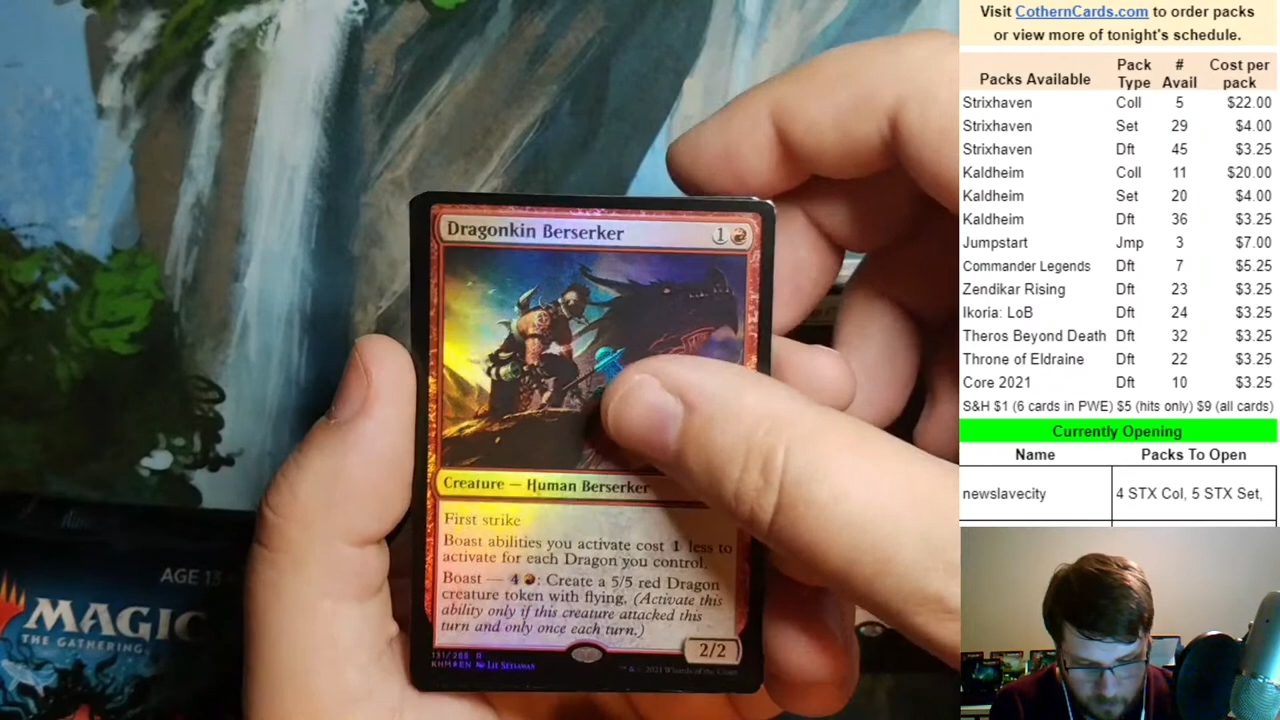 Dragonkin Berserker 1
Creature — Human Berserker
First strike
Boast abilities you activate cost 1 less to
activate for each Dragon you control.
Boast — 4 : Create a 5/5 red Dragon
creature token with flying. (Activate this
ability only if this creature attacked this
turn and only once each turn.)
2/2
KHM EN
AGE 13
MAGIC
THE GATHERING
Visit CothernCards.com to order packs
or view more of tonight's schedule.
Packs Available Pack Type # Avail Cost per pack
Strixhaven Coll 5 $22.00
Strixhaven Set 29 $4.00
Strixhaven Dft 45 $3.25
Kaldheim Coll 11 $20.00
Kaldheim Set 20 $4.00
Kaldheim Dft 36 $3.25
Jumpstart Jmp 3 $7.00
Commander Legends Dft 7 $5.25
Zendikar Rising Dft 23 $3.25
Ikoria: LoB Dft 24 $3.25
Theros Beyond Death Dft 32 $3.25
Throne of Eldraine Dft 22 $3.25
Core 2021 Dft 10 $3.25
S&H $1 (6 cards in PWE) $5 (hits only) $9 (all cards)
Currently Opening
Name Packs To Open
newslavecity 4 STX Col, 5 STX Set,